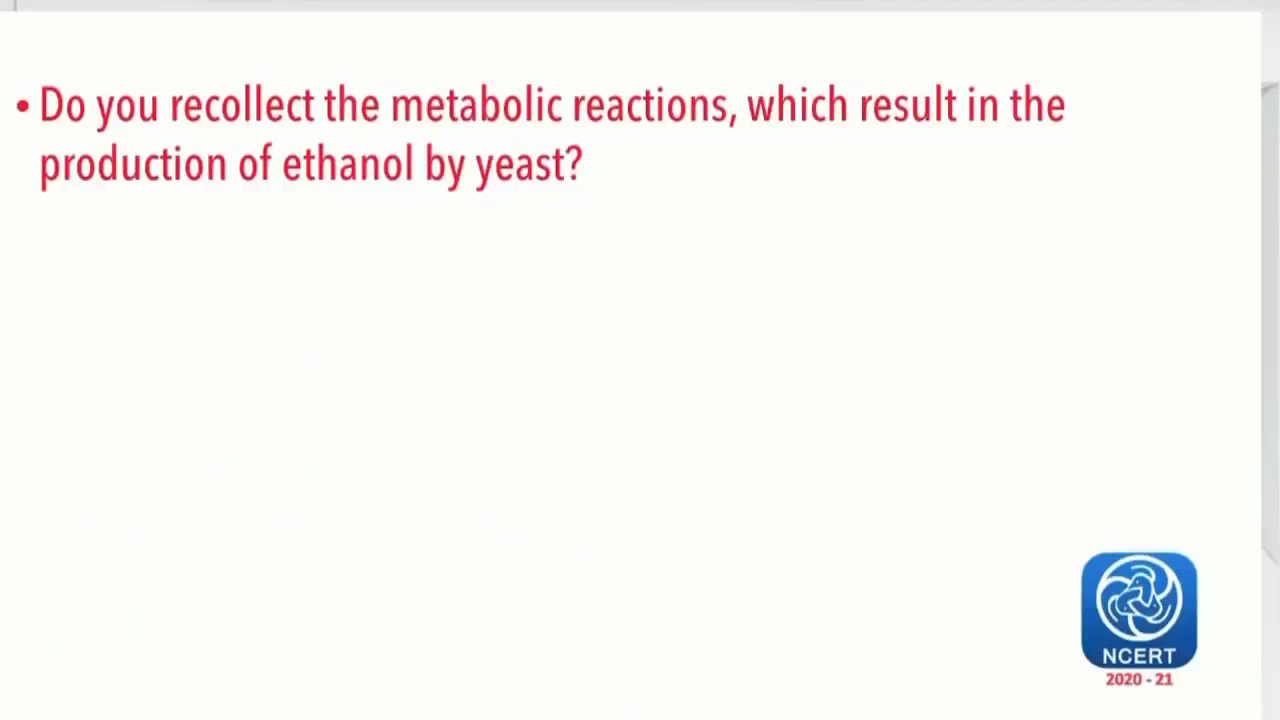 • Do you recollect the metabolic reactions, which result in the
production of ethanol by yeast?
NCERT
2020 - 21